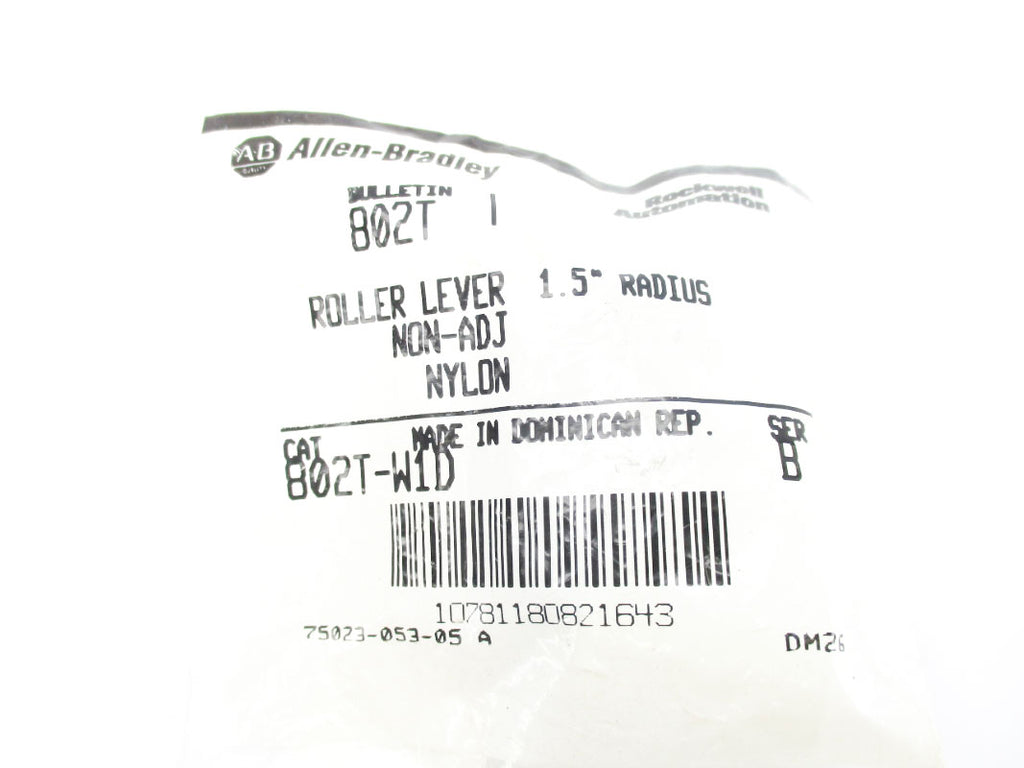 AB Allen-Bradley
Rockwell
Automation
BULLETIN
802T 1
ROLLER LEVER 1.5" RADIUS
NON-ADJ
NYLON
CAT MADE IN DOMINICAN REP. SER
802T-W1D B
10781180821643
75023-053-05 A DM26